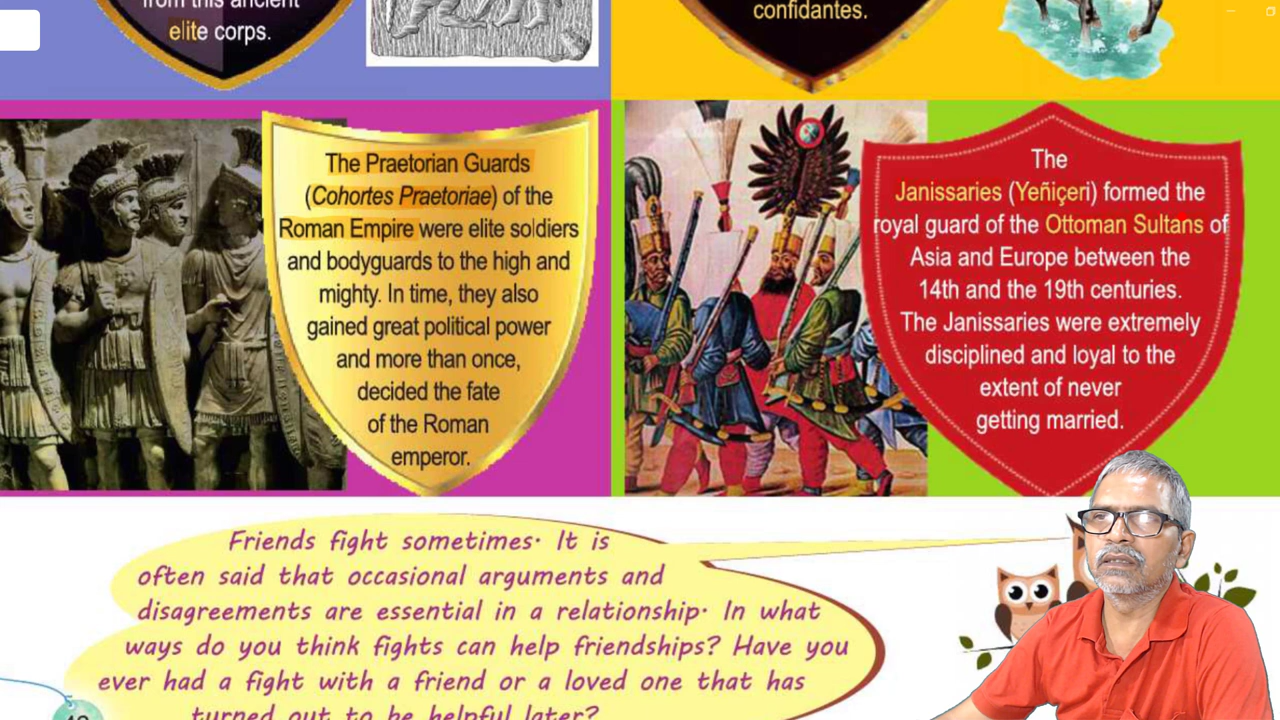 from this ancient
elite corps.
confidantes.
The Praetorian Guards
(Cohortes Praetoriae) of the
Roman Empire were elite soldiers
and bodyguards to the high and
mighty. In time, they also
gained great political power
and more than once,
decided the fate
of the Roman
emperor.
The
Janissaries (Yeñiçeri) formed the
royal guard of the Ottoman Sultans of
Asia and Europe between the
14th and the 19th centuries.
The Janissaries were extremely
disciplined and loyal to the
extent of never
getting married.
Friends fight sometimes. It is
often said that occasional arguments and
disagreements are essential in a relationship. In what
ways do you think fights can help friendships? Have you
ever had a fight with a friend or a loved one that has
turned out to be helpful later?